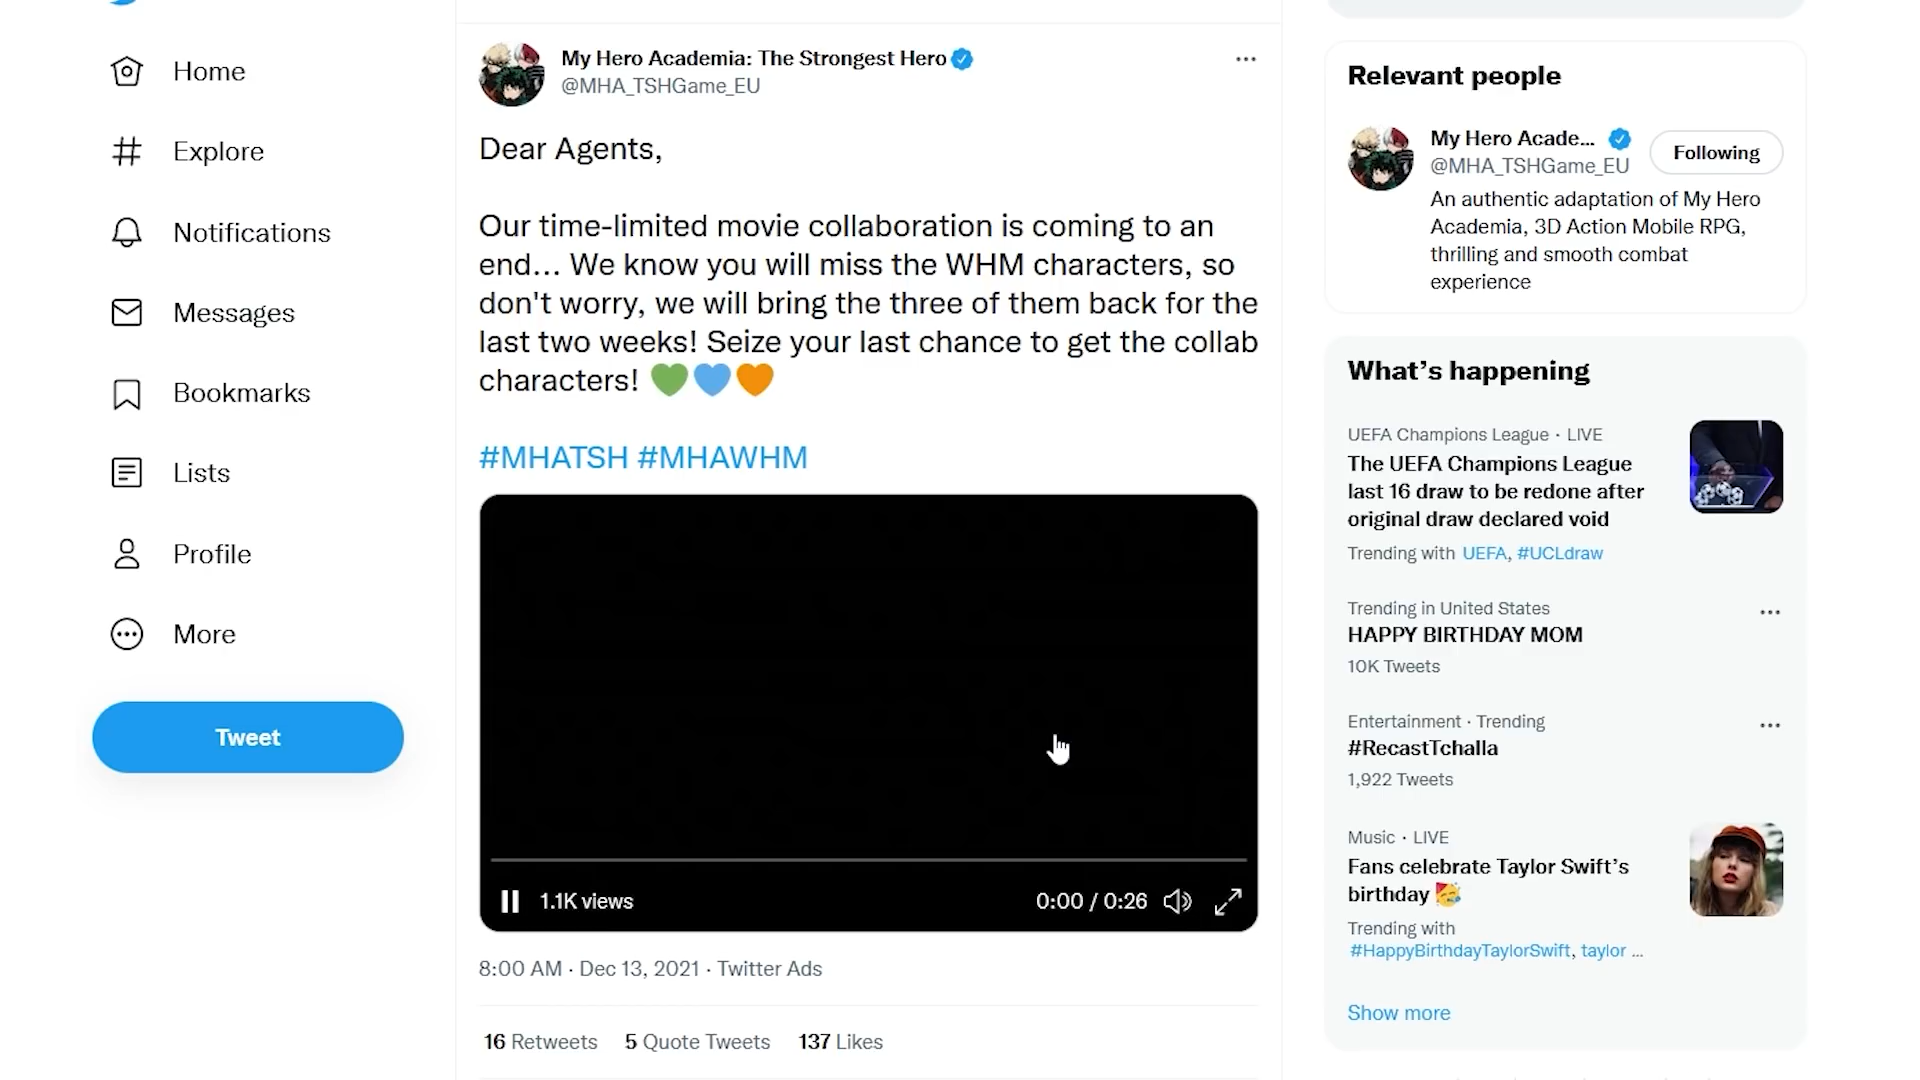 Home
Explore
Notifications
Messages
Bookmarks
Lists
Profile
More
Tweet
My Hero Academia: The Strongest Hero
@MHA_TSHGame_EU
Dear Agents,
Our time-limited movie collaboration is coming to an
end... We know you will miss the WHM characters, so
don't worry, we will bring the three of them back for the
last two weeks! Seize your last chance to get the collab
characters! 💚💙🧡
#MHATSH #MHAWHM
1.1K views
0:00 / 0:26
8:00 AM · Dec 13, 2021 · Twitter Ads
16 Retweets 5 Quote Tweets 137 Likes
Relevant people
My Hero Acade...
@MHA_TSHGame_EU
Following
An authentic adaptation of My Hero
Academia, 3D Action Mobile RPG,
thrilling and smooth combat
experience
What's happening
UEFA Champions League · LIVE
The UEFA Champions League
last 16 draw to be redone after
original draw declared void
Trending with UEFA, #UCLdraw
Trending in United States
HAPPY BIRTHDAY MOM
10K Tweets
Entertainment · Trending
#RecastTchalla
1,922 Tweets
Music · LIVE
Fans celebrate Taylor Swift's
birthday 🥳
Trending with
#HappyBirthdayTaylorSwift, taylor ...
Show more